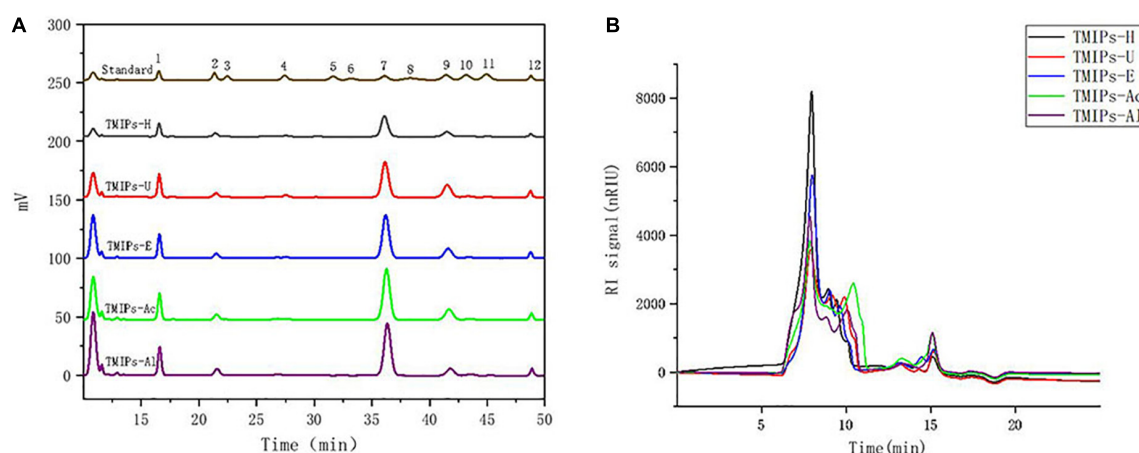 A
300
250
200
150
100
50
0
mV
Standard
1
2
3
4
5
6
7
8
9
10
11
12
TMIPs-H
TMIPs-U
TMIPs-E
TMIPs-Ac
TMIPs-Al
15
20
25
30
35
40
45
50
Time (min)
B
TMIPs-H
TMIPs-U
TMIPs-E
TMIPs-Ac
TMIPs-Al
8000
6000
4000
2000
0
RI signal(nRIU)
5
10
15
20
Time(min)